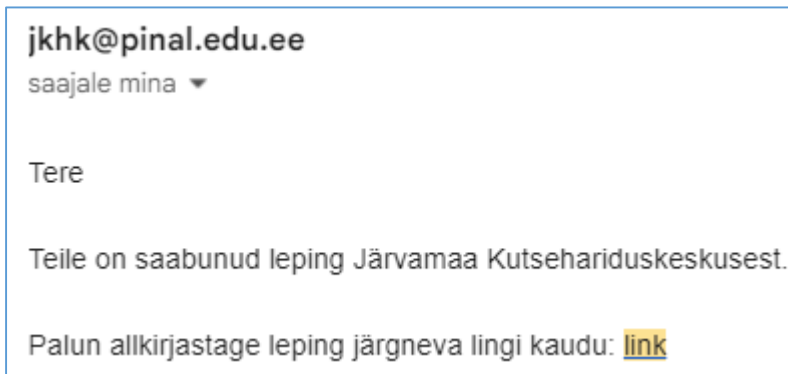 jkhk@pinal.edu.ee
saajale mina
Tere
Teile on saabunud leping Järvamaa Kutsehariduskeskusest.
Palun allkirjastage leping järgneva lingi kaudu: link